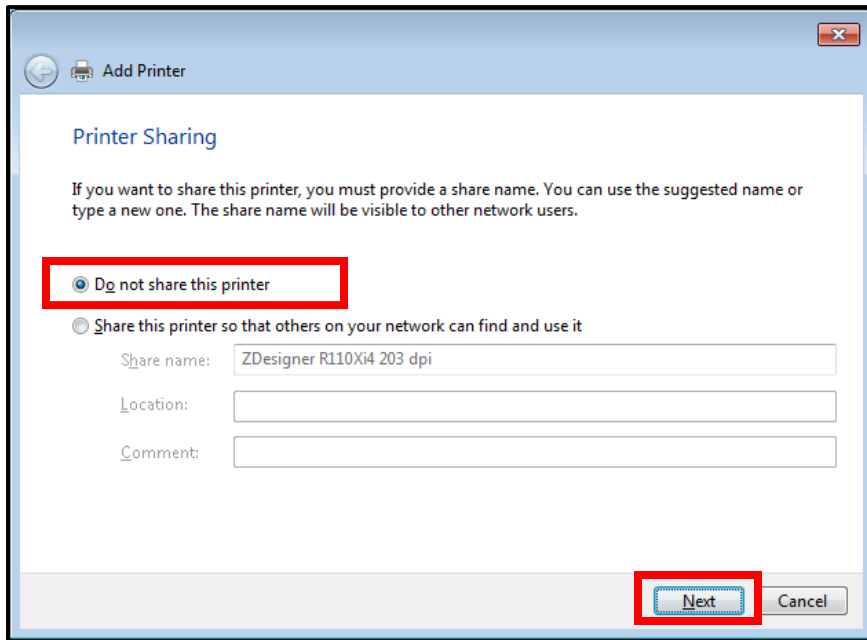 Add Printer
Printer Sharing
If you want to share this printer, you must provide a share name. You can use the suggested name or
type a new one. The share name will be visible to other network users.
Do not share this printer
Share this printer so that others on your network can find and use it
Share name: ZDesigner R110Xi4 203 dpi
Location:
Comment:
Next Cancel